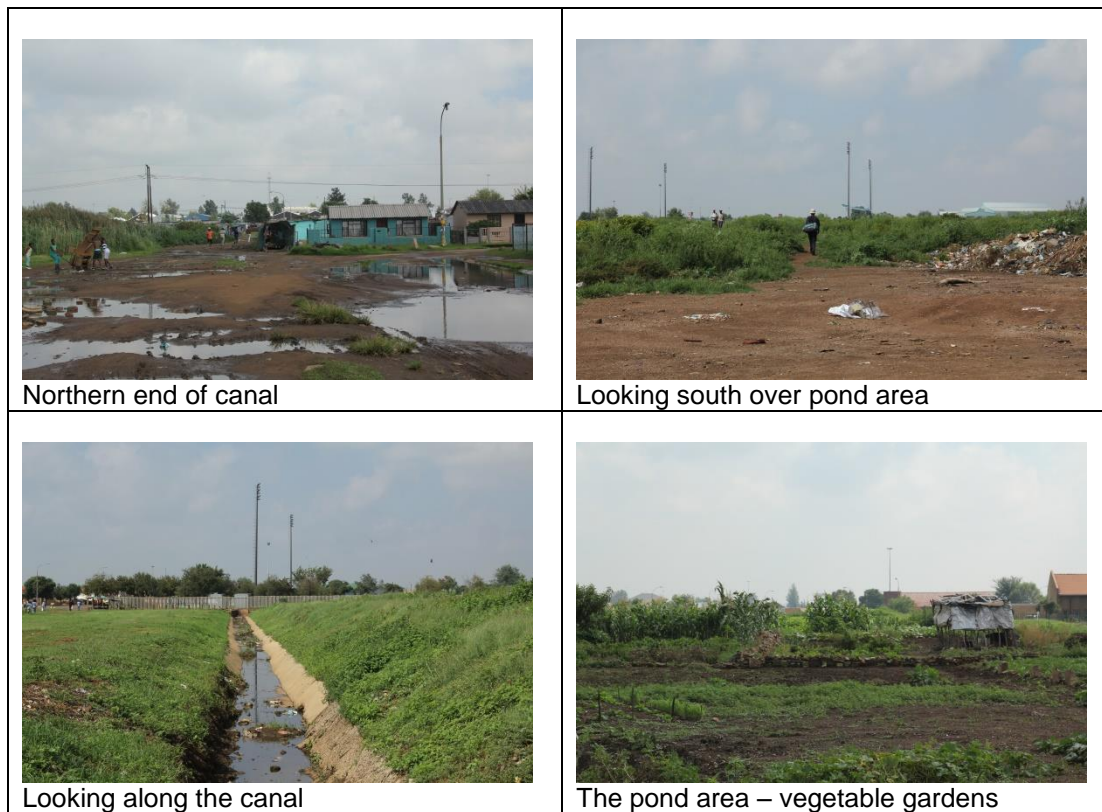 Northern end of canal
Looking south over pond area
Looking along the canal
The pond area – vegetable gardens